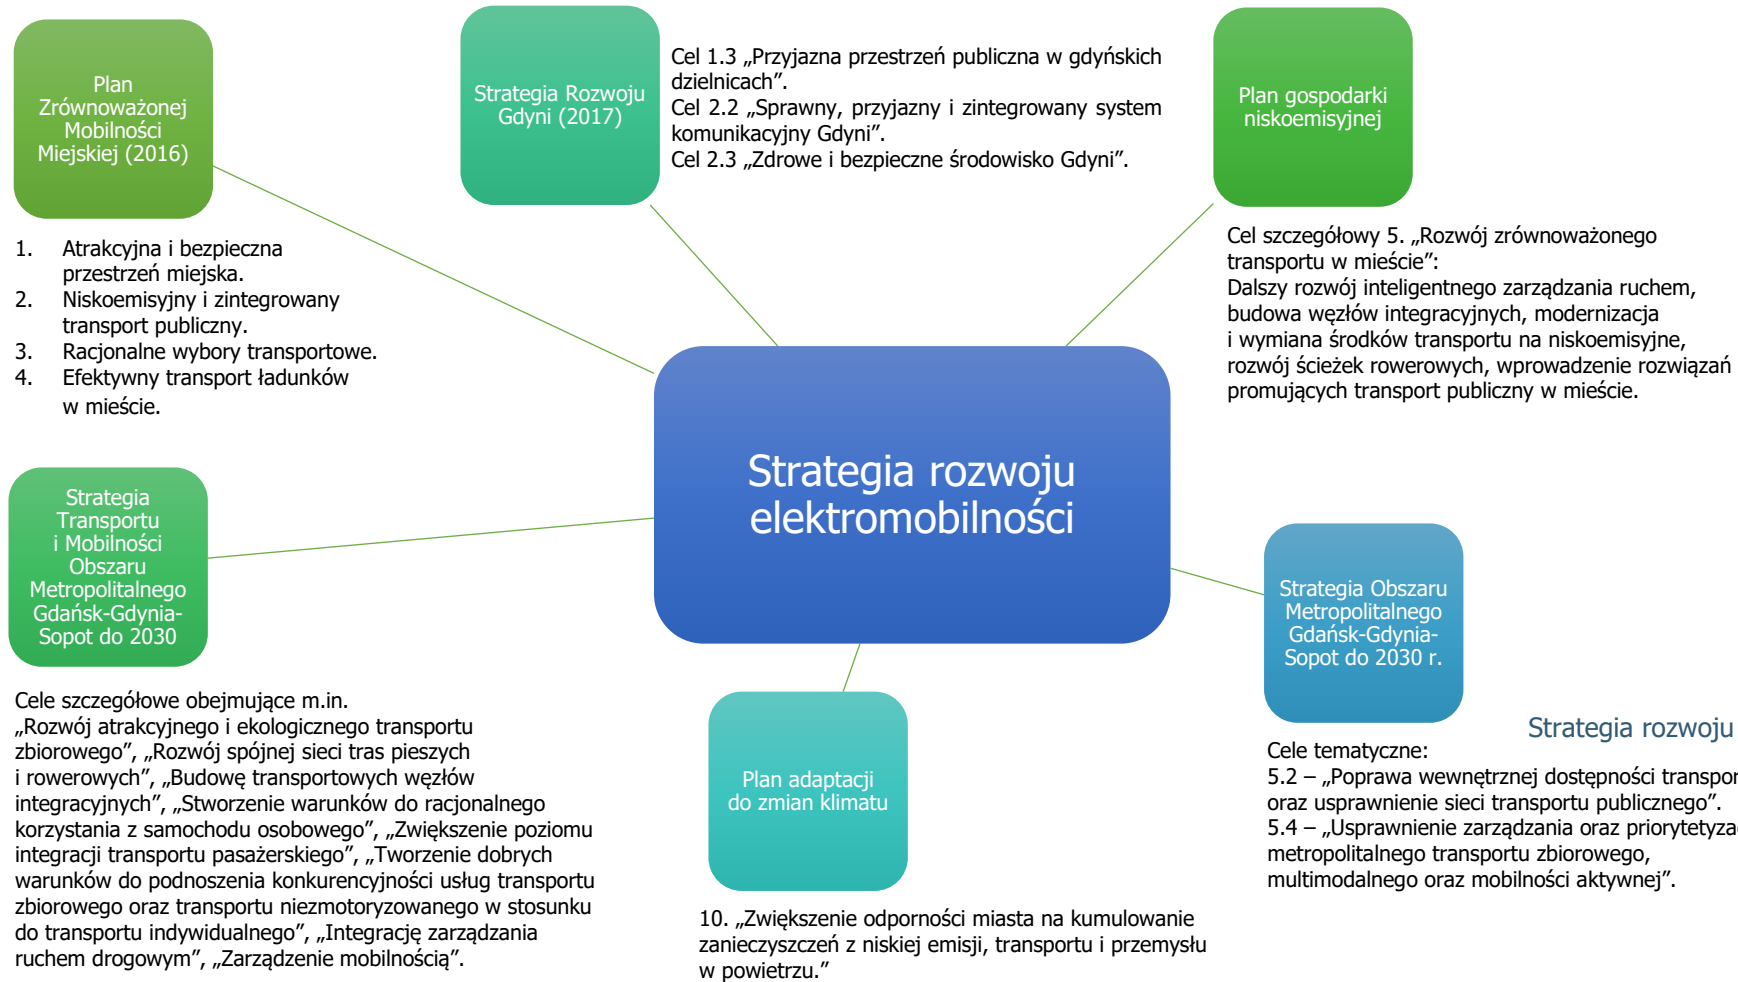 Plan
Zrównoważonej
Mobilności
Miejskiej (2016)
1. Atrakcyjna i bezpieczna
przestrzeń miejska.
2. Niskoemisyjny i zintegrowany
transport publiczny.
3. Racjonalne wybory transportowe.
4. Efektywny transport ładunków
w mieście.
Strategia Rozwoju
Gdyni (2017)
Cel 1.3 „Przyjazna przestrzeń publiczna w gdyńskich
dzielnicach”.
Cel 2.2 „Sprawny, przyjazny i zintegrowany system
komunikacyjny Gdyni”.
Cel 2.3 „Zdrowe i bezpieczne środowisko Gdyni”.
Plan gospodarki
niskoemisyjnej
Cel szczegółowy 5. „Rozwój zrównoważonego
transportu w mieście”:
Dalszy rozwój inteligentnego zarządzania ruchem,
budowa węzłów integracyjnych, modernizacja
i wymiana środków transportu na niskoemisyjne,
rozwój ścieżek rowerowych, wprowadzenie rozwiązań
promujących transport publiczny w mieście.
Strategia rozwoju
elektromobilności
Strategia
Transportu
i Mobilności
Obszaru
Metropolitalnego
Gdańsk-Gdynia-
Sopot do 2030
Cele szczegółowe obejmujące m.in.
„Rozwój atrakcyjnego i ekologicznego transportu
zbiorowego”, „Rozwój spójnej sieci tras pieszych
i rowerowych”, „Budowę transportowych węzłów
integracyjnych”, „Stworzenie warunków do racjonalnego
korzystania z samochodu osobowego”, „Zwiększenie poziomu
integracji transportu pasażerskiego”, „Tworzenie dobrych
warunków do podnoszenia konkurencyjności usług transportu
zbiorowego oraz transportu niezmotoryzowanego w stosunku
do transportu indywidualnego”, „Integrację zarządzania
ruchem drogowym”, „Zarządzenie mobilnością”.
Plan adaptacji
do zmian klimatu
10. „Zwiększenie odporności miasta na kumulowanie
zanieczyszczeń z niskiej emisji, transportu i przemysłu
w powietrzu.”
Strategia Obszaru
Metropolitalnego
Gdańsk-Gdynia-
Sopot do 2030 r.
Strategia rozwoju
Cele tematyczne:
5.2 – „Poprawa wewnętrznej dostępności
oraz usprawnienie sieci transportu publicznego”.
5.4 – „Usprawnienie zarządzania oraz
metropolitalnego transportu zbiorowego,
multimodalnego oraz mobilności aktywnej”.